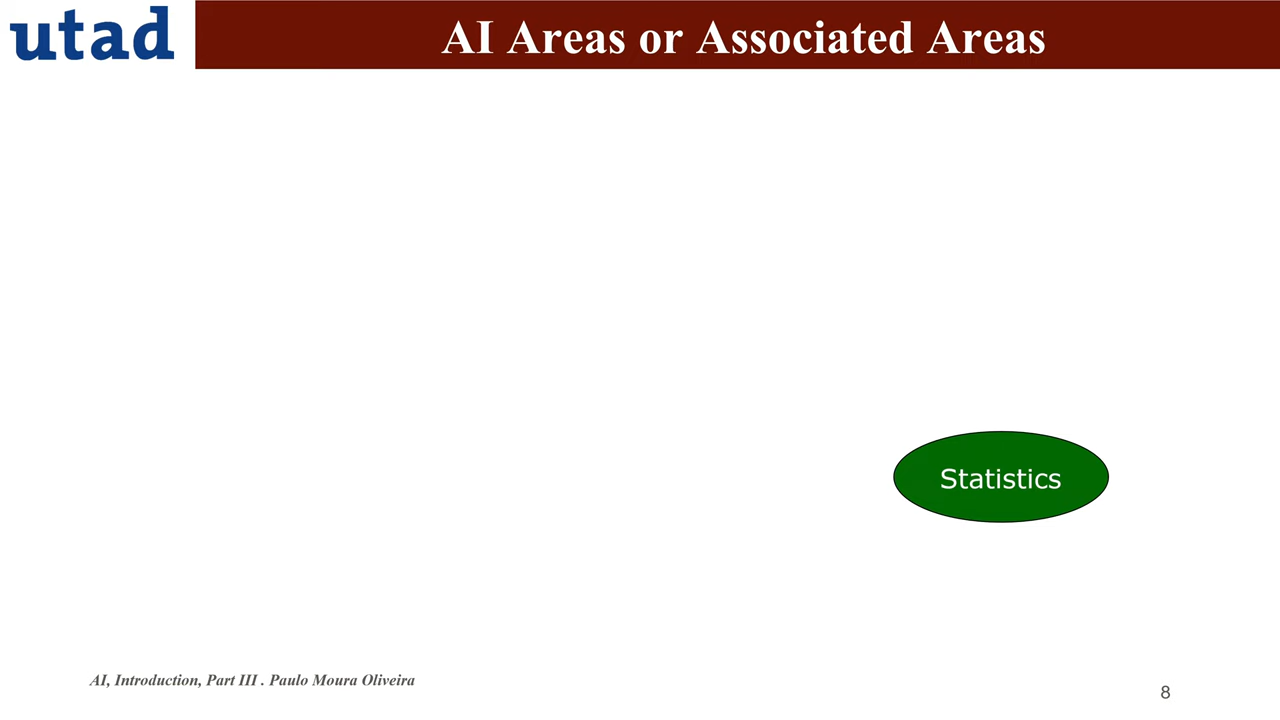 utad
AI Areas or Associated Areas
Statistics
AI, Introduction, Part III . Paulo Moura Oliveira
8